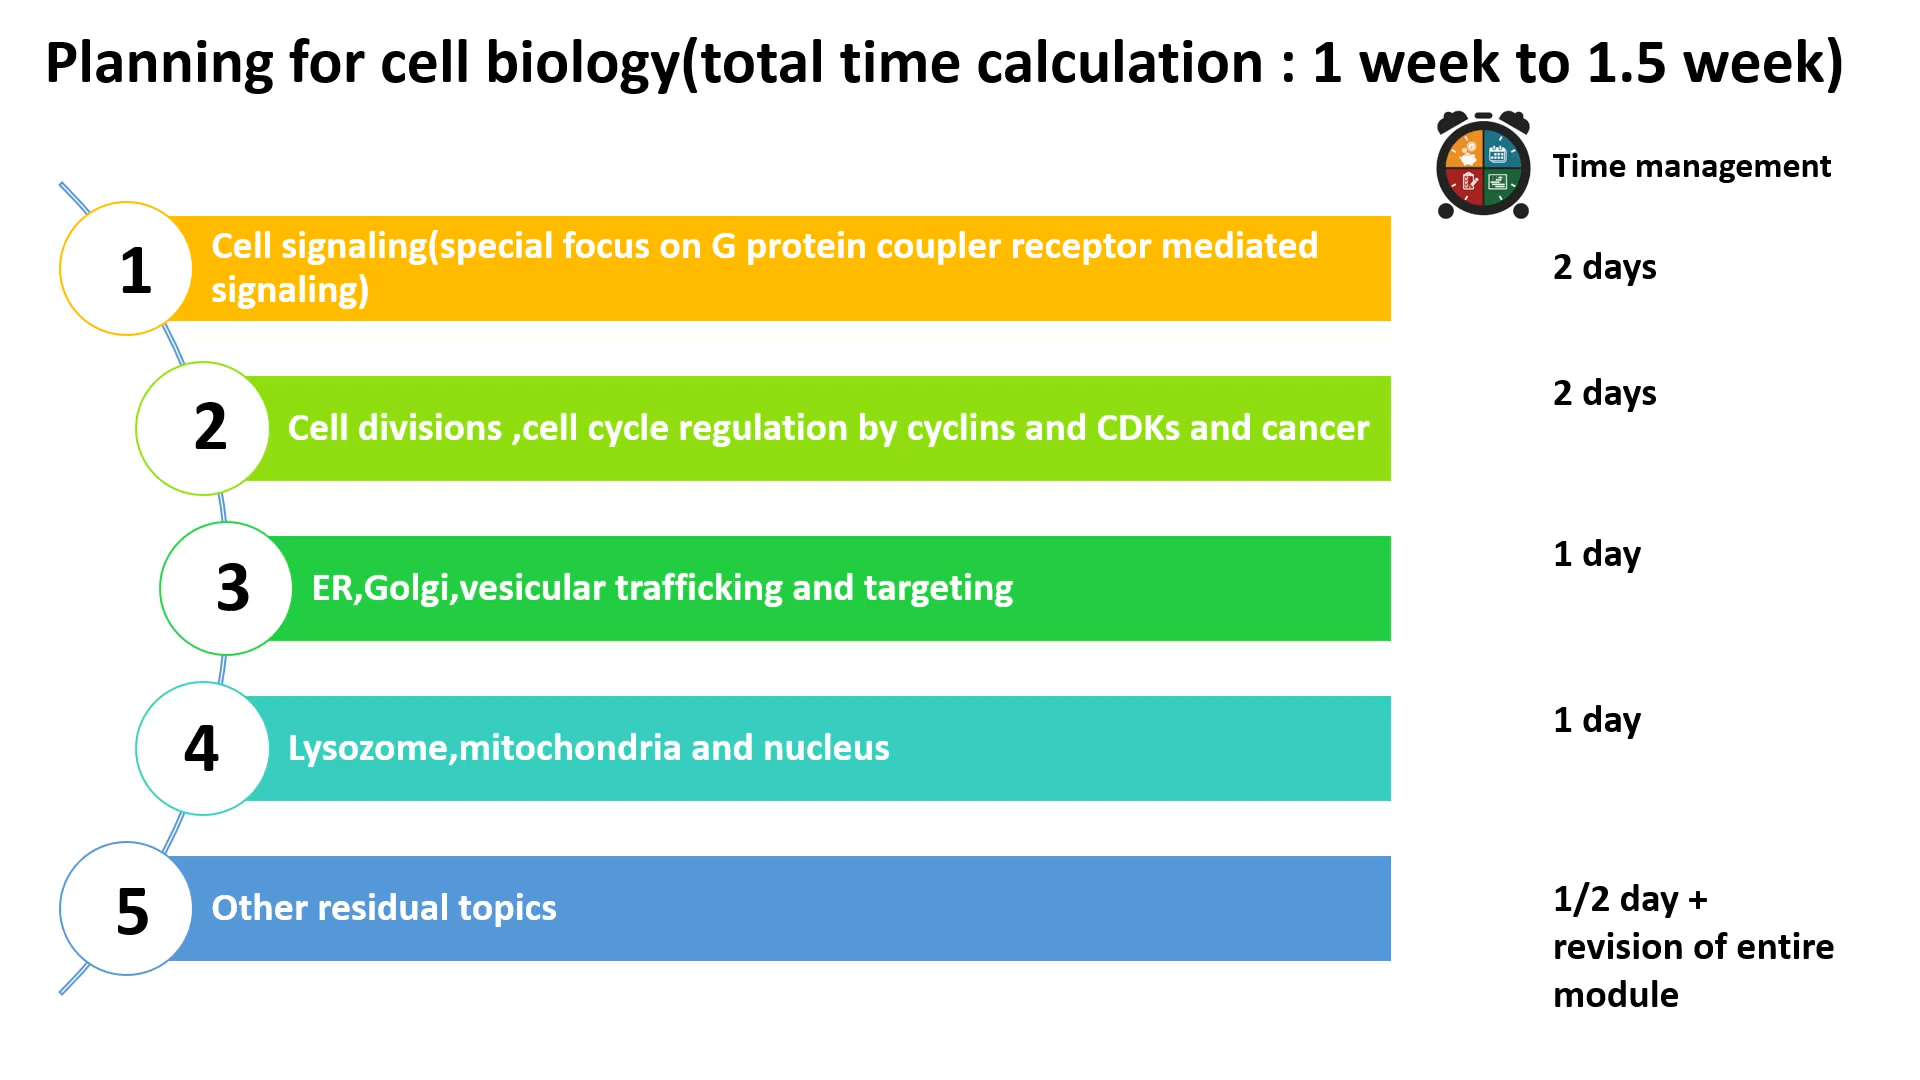 Planning for cell biology(total time calculation : 1 week to 1.5 week)
Time management
1
Cell signaling(special focus on G protein coupler receptor mediated
signaling)
2 days
2
Cell divisions ,cell cycle regulation by cyclins and CDKs and cancer
2 days
3
ER,Golgi,vesicular trafficking and targeting
1 day
4
Lysozome,mitochondria and nucleus
1 day
5
Other residual topics
1/2 day +
revision of entire
module